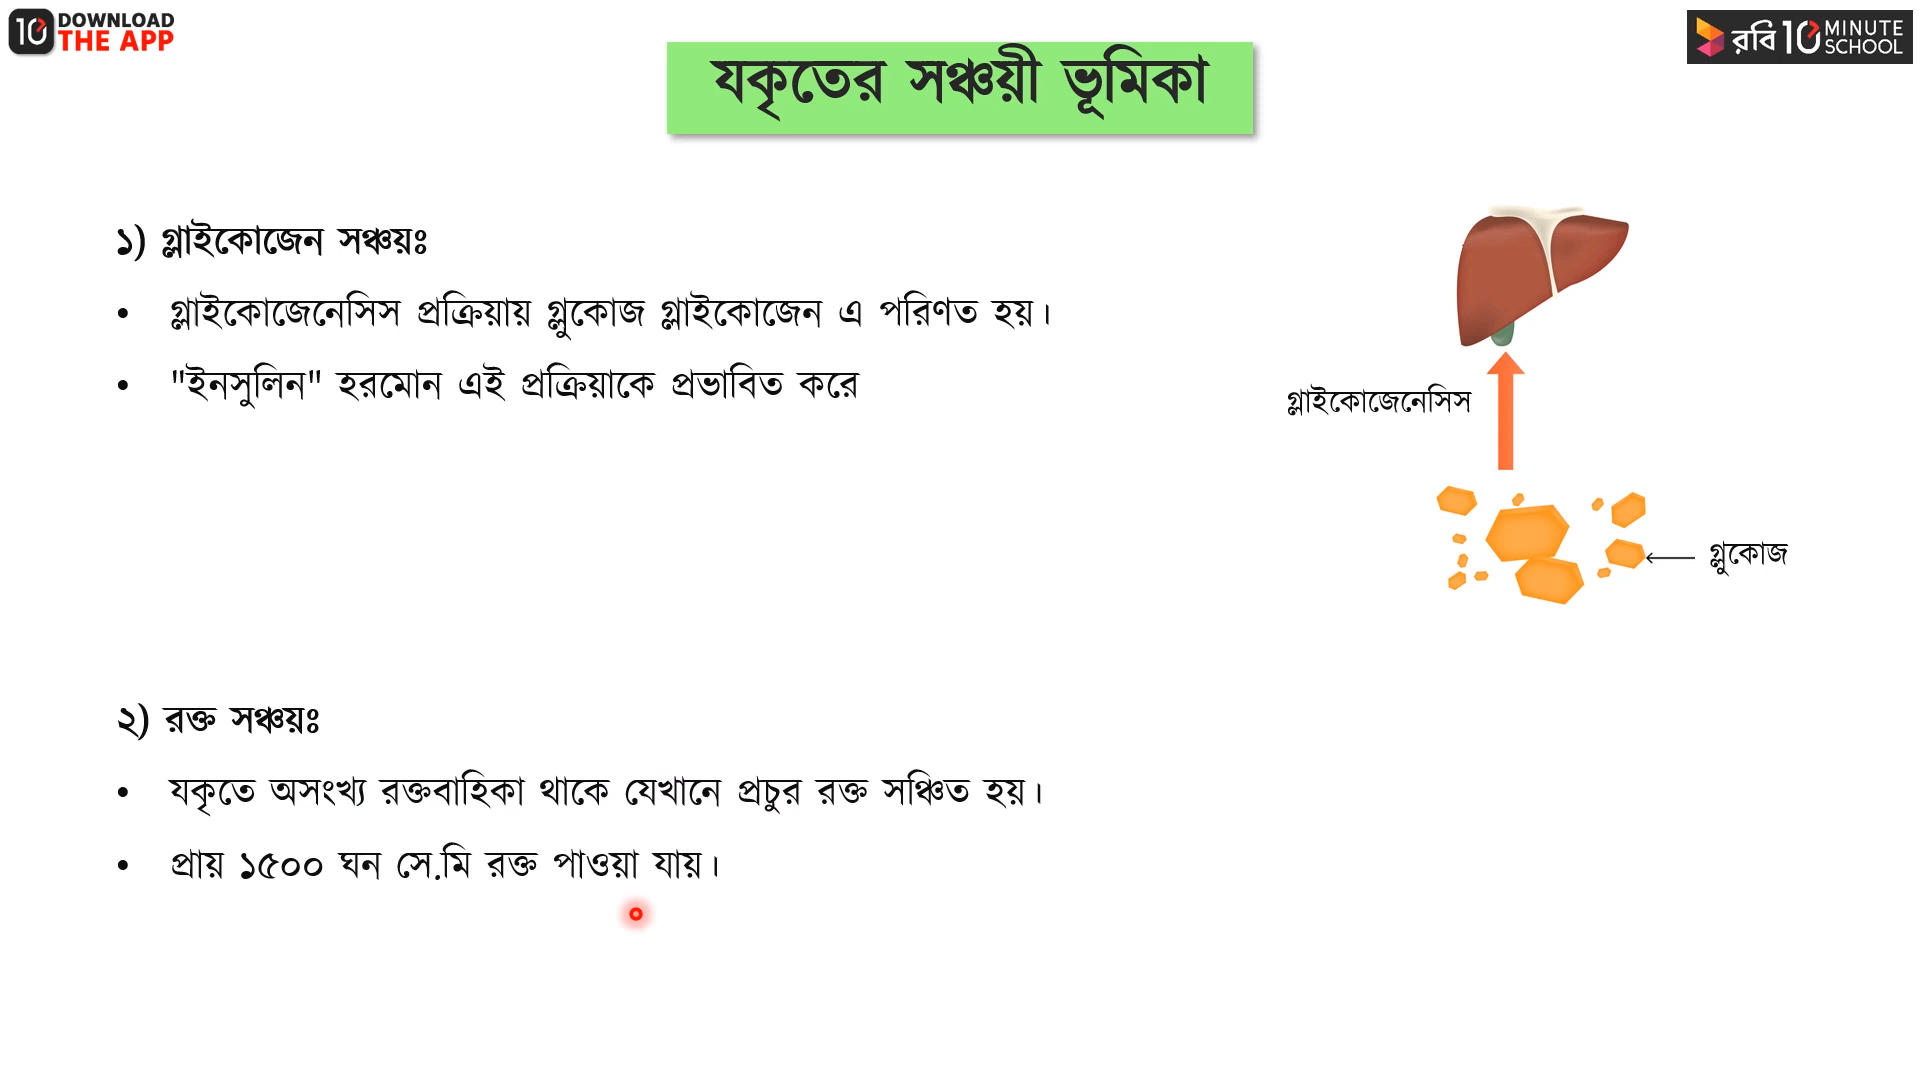 DOWNLOAD
THE APP
রবি 10 MINUTE SCHOOL
যকৃতের সঞ্চয়ী ভূমিকা
১) গ্লাইকোজেন সঞ্চয়ঃ
• গ্লাইকোজেনেসিস প্রক্রিয়ায় গ্লুকোজ গ্লাইকোজেন এ পরিণত হয়।
• "ইনসুলিন" হরমোন এই প্রক্রিয়াকে প্রভাবিত করে
গ্লাইকোজেনেসিস
গ্লুকোজ
২) রক্ত সঞ্চয়ঃ
• যকৃতে অসংখ্য রক্তবাহিকা থাকে যেখানে প্রচুর রক্ত সঞ্চিত হয়।
• প্রায় ১৫০০ ঘন সে.মি রক্ত পাওয়া যায়।